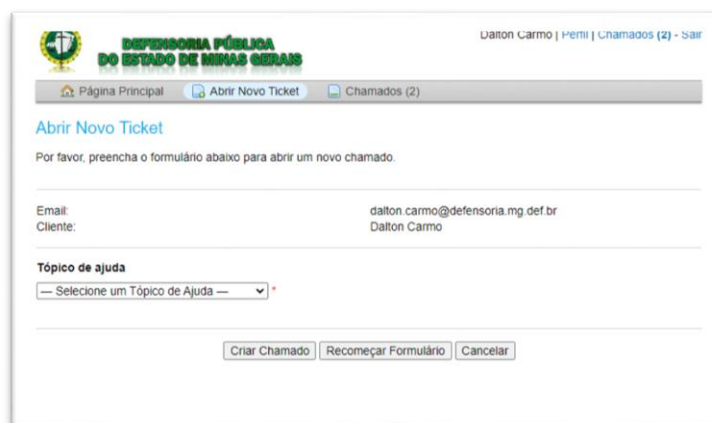 DEFENSORIA PÚBLICA
DO ESTADO DE MINAS GERAIS
Dalton Carmo | Perfil | Chamados (2) - Sair
Página Principal Abrir Novo Ticket Chamados (2)
Abrir Novo Ticket
Por favor, preencha o formulário abaixo para abrir um novo chamado.
Email: dalton.carmo@defensoria.mg.def.br
Cliente: Dalton Carmo
Tópico de ajuda
— Selecione um Tópico de Ajuda — *
Criar Chamado Recomeçar Formulário Cancelar